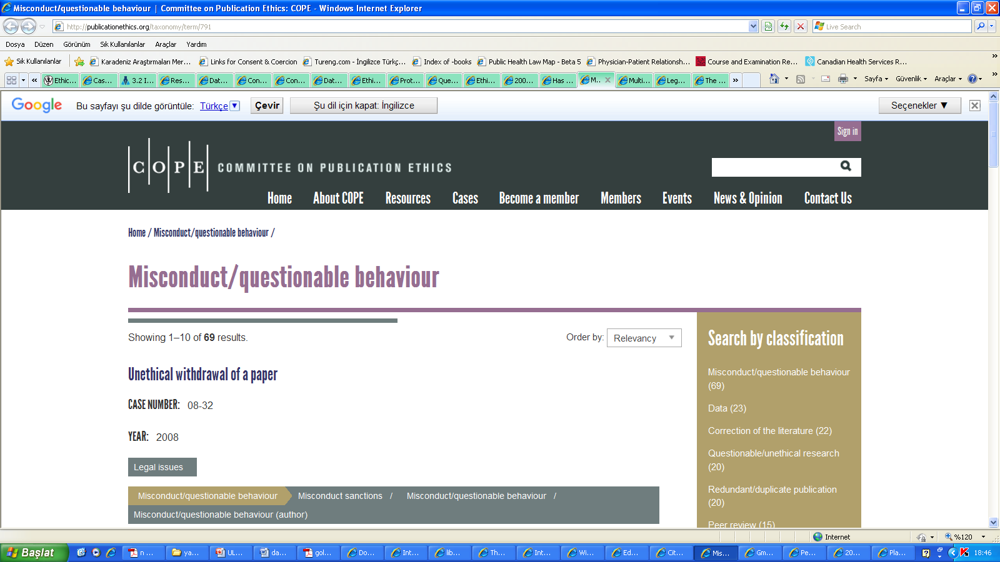 Misconduct/questionable behaviour | Committee on Publication Ethics: COPE - Windows Internet Explorer
http://publicationethics.org/taxonomy/term/791
Live Search
Dosya Düzen Görünüm Sık Kullanılanlar Araçlar Yardım
Sık Kullanılanlar Karadeniz Araştırmaları Mer... Links for Consent & Coercion Tureng.com - İngilizce Türkç... Index of -books Public Health Law Map - Beta 5 Physician-Patient Relationsh... Course and Examination Re... Canadian Health Services R...
Ethic... Cas... 3.2 I... Res... Dat... Con... Con... Dat... Ethi... Prot... Que... Ethi... 200... Has ... M... Multi... Leg... The ... Sayfa Güvenlik Araçlar
Google Bu sayfayı şu dilde görüntüle: Türkçe Çevir Şu dil için kapat: İngilizce Seçenekler ▼
Sign in
COPE COMMITTEE ON PUBLICATION ETHICS
Home About COPE Resources Cases Become a member Members Events News & Opinion Contact Us
Home / Misconduct/questionable behaviour /
Misconduct/questionable behaviour
Showing 1–10 of 69 results.
Order by: Relevancy
Unethical withdrawal of a paper
CASE NUMBER: 08-32
YEAR: 2008
Legal issues
Misconduct/questionable behaviour Misconduct sanctions / Misconduct/questionable behaviour /
Misconduct/questionable behaviour (author)
Search by classification
Misconduct/questionable behaviour
(69)
Data (23)
Correction of the literature (22)
Questionable/unethical research
(20)
Redundant/duplicate publication
(20)
Peer review (15)
Internet %120
Başlat n ... ya... UL... da... gol... Do... Int... lib... Th... Int... Wi... Ed... Cit... Mis... Gm... Pe... 20... Pla... 18:46